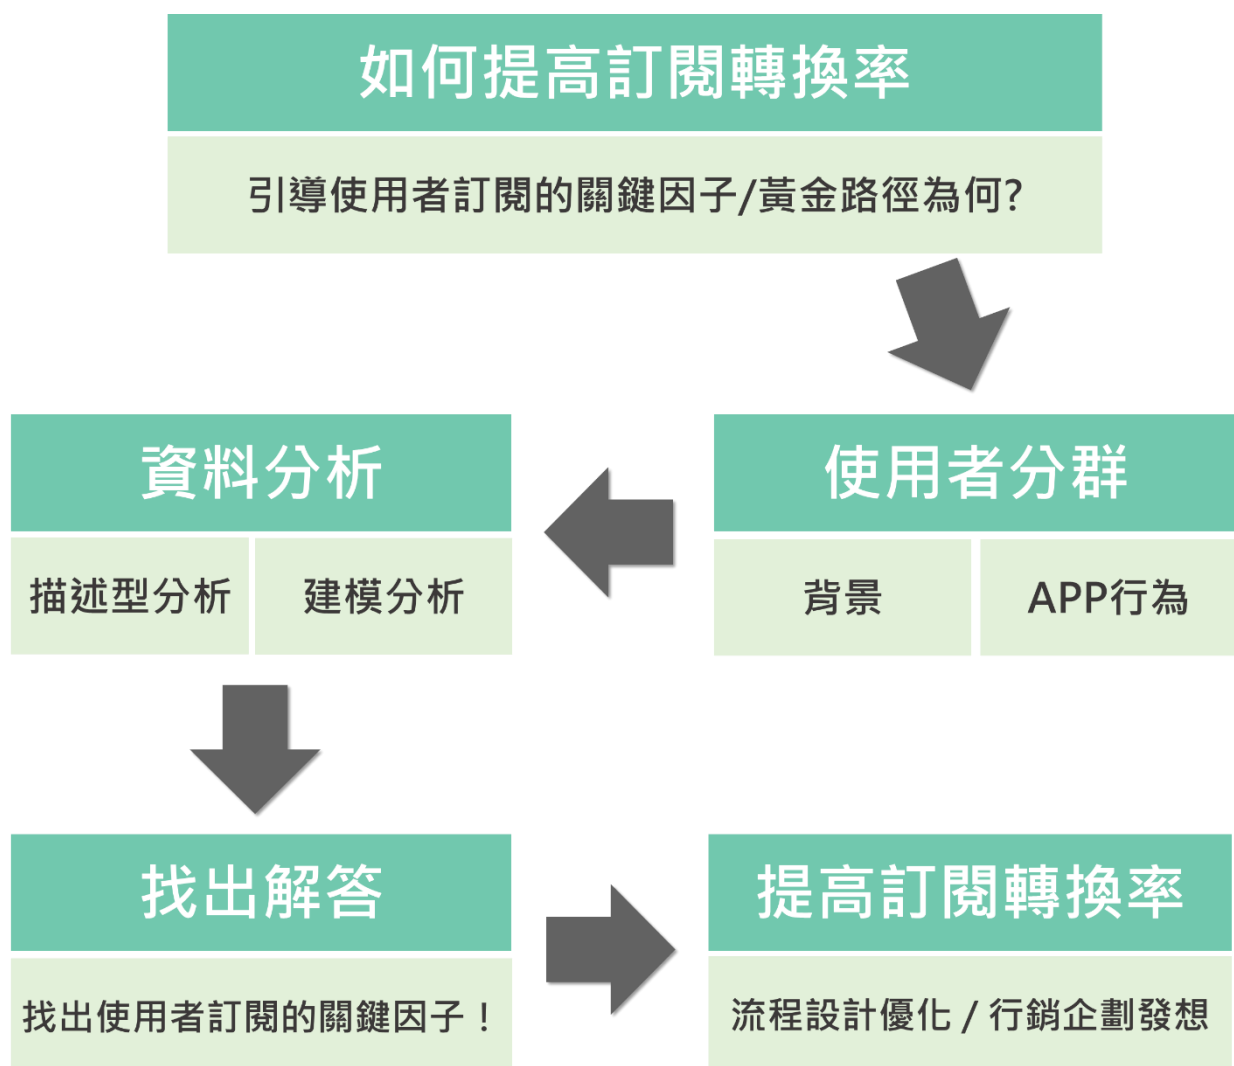 如何提高訂閱轉換率
引導使用者訂閱的關鍵因子/黃金路徑為何?
使用者分群
背景
APP行為
資料分析
描述型分析
建模分析
找出解答
找出使用者訂閱的關鍵因子！
提高訂閱轉換率
流程設計優化 / 行銷企劃發想